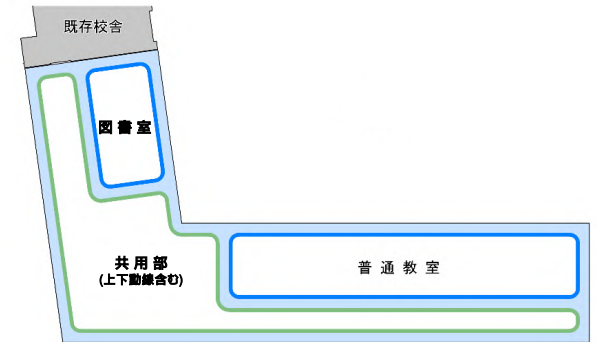 既存校舎
図書室
共用部
(上下動線含む)
普通教室